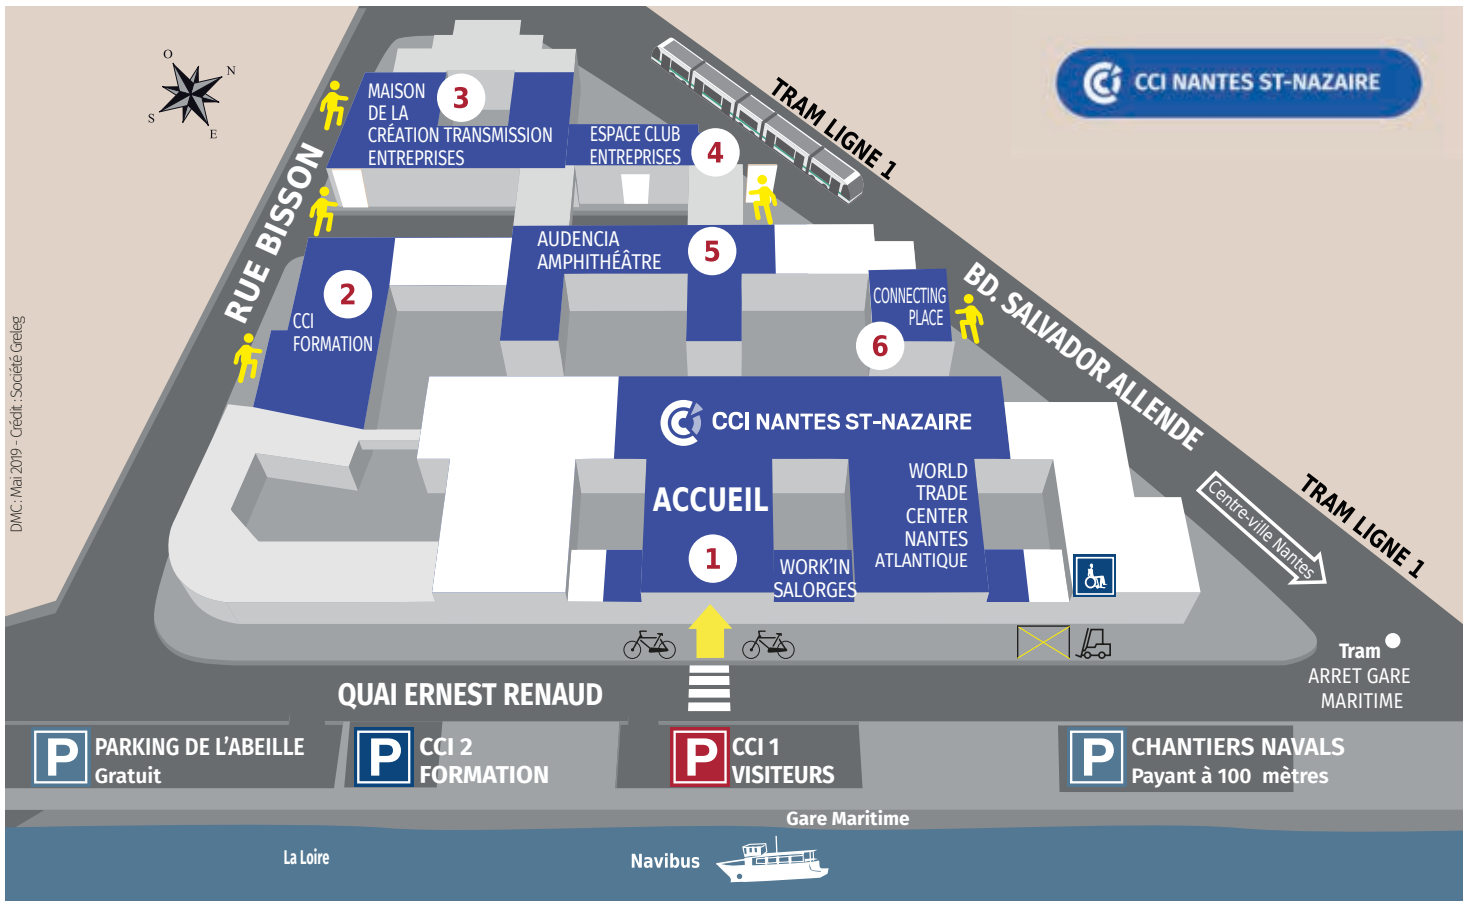 O
N
S
E
CCI NANTES ST-NAZAIRE
TRAM LIGNE 1
MAISON
DE LA
CRÉATION TRANSMISSION
ENTREPRISES
3
ESPACE CLUB
ENTREPRISES
4
RUE BISSON
AUDENCIA
AMPHITHÉÂTRE
5
2
CCI
FORMATION
CONNECTING
PLACE
6
BD. SALVADOR ALLENDE
CCI NANTES ST-NAZAIRE
ACCUEIL
1
WORLD
TRADE
CENTER
NANTES
ATLANTIQUE
WORK'IN
SALORGES
Centre-ville Nantes
TRAM LIGNE 1
Tram
ARRET GARE
MARITIME
QUAI ERNEST RENAUD
P
PARKING DE L'ABEILLE
Gratuit
P
CCI 2
FORMATION
P
CCI 1
VISITEURS
P
CHANTIERS NAVALS
Payant à 100 mètres
Gare Maritime
La Loire
Navibus
DMC : Mai 2019 - Crédit : Société Greleg